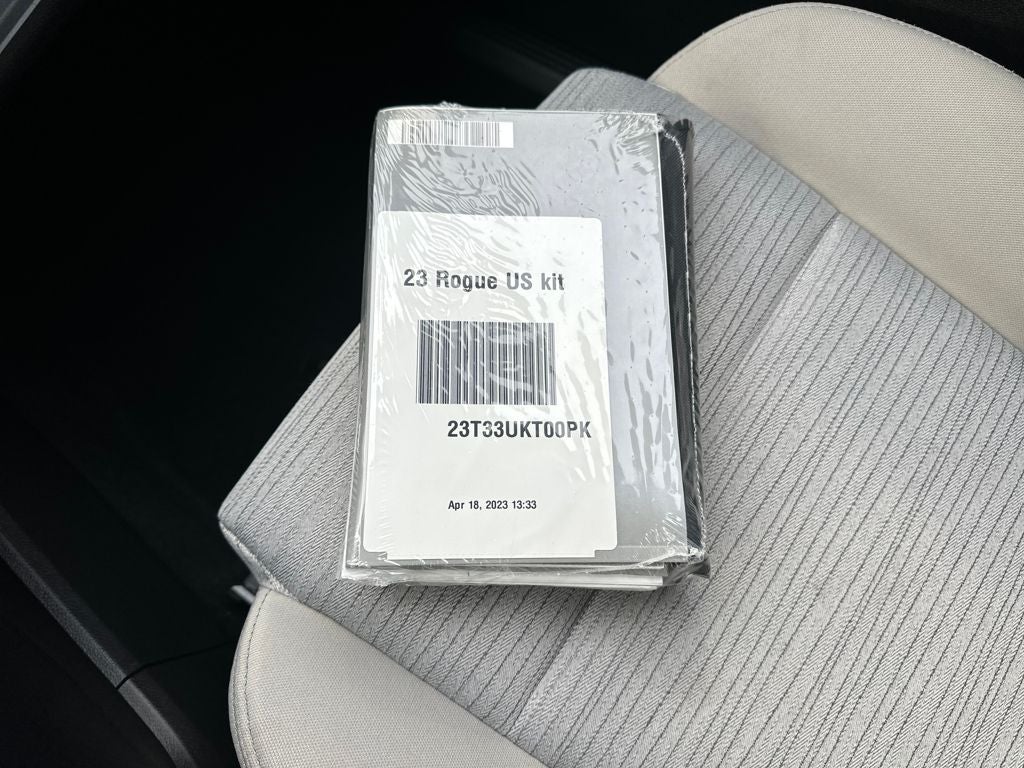 23 Rogue US kit
23T33UKT00PK
Apr 18, 2023 13:33